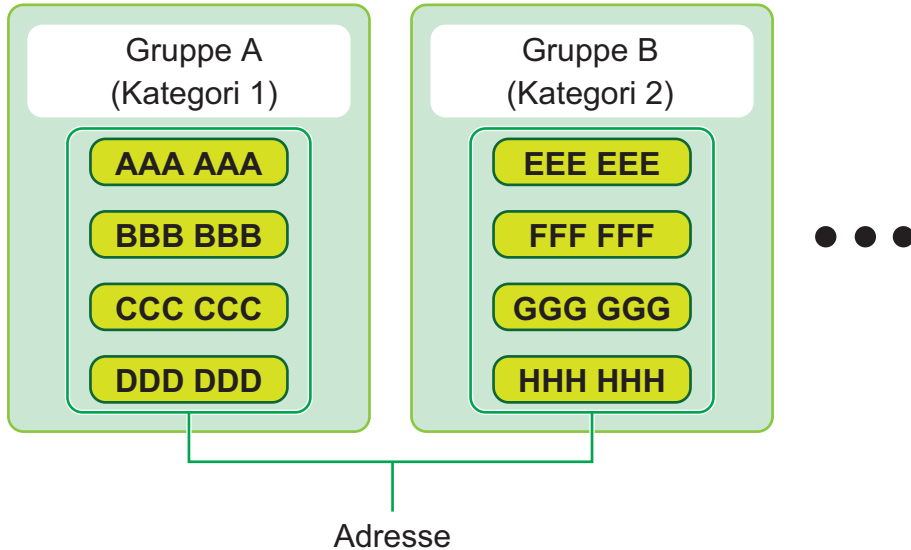 Gruppe A
(Kategori 1)
AAA AAA
BBB BBB
CCC CCC
DDD DDD
Gruppe B
(Kategori 2)
EEE EEE
FFF FFF
GGG GGG
HHH HHH
Adresse